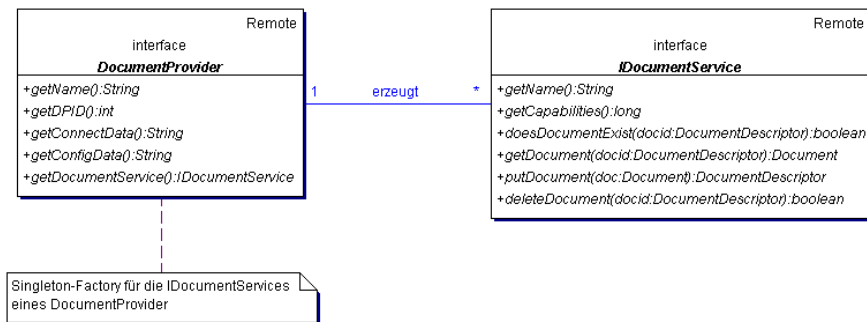 Remote
interface
DocumentProvider
+getName():String
+getDPID():int
+getConnectData():String
+getConfigData():String
+getDocumentService():IDocumentService
1 erzeugt *
Remote
interface
IDocumentService
+getName():String
+getCapabilities():long
+doesDocumentExist(docid:DocumentDescriptor):boolean
+getDocument(docid:DocumentDescriptor):Document
+putDocument(doc:Document):DocumentDescriptor
+deleteDocument(docid:DocumentDescriptor):boolean
Singleton-Factory für die IDocumentServices
eines DocumentProvider